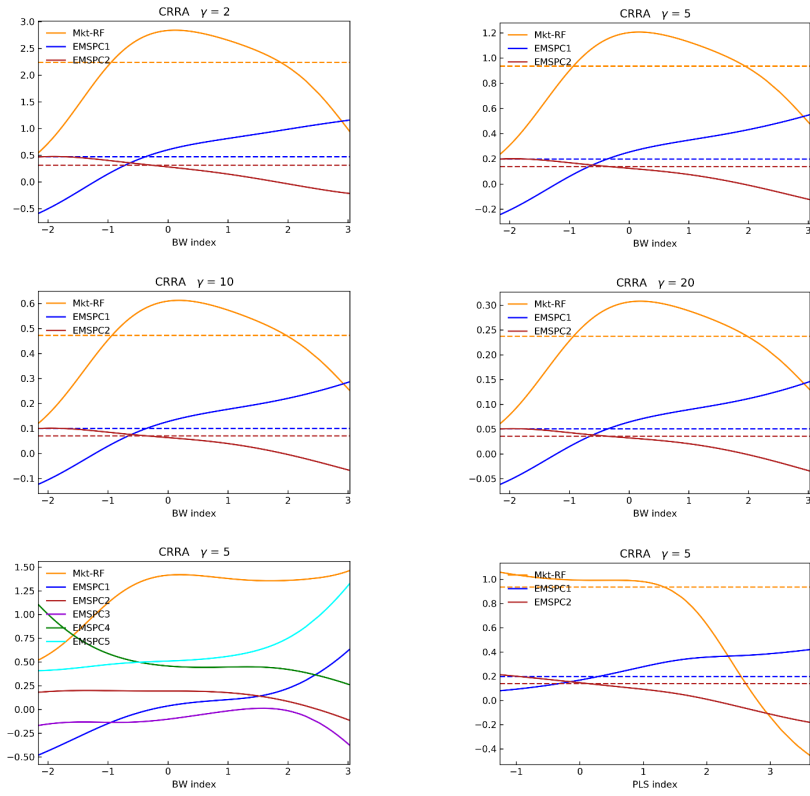 CRRA γ = 2
3.0
2.5
2.0
1.5
1.0
0.5
0.0
−0.5
Mkt-RF
EMSPC1
EMSPC2
−2 −1 0 1 2 3
BW index
CRRA γ = 5
1.2
1.0
0.8
0.6
0.4
0.2
0.0
−0.2
Mkt-RF
EMSPC1
EMSPC2
−2 −1 0 1 2 3
BW index
CRRA γ = 10
0.6
0.5
0.4
0.3
0.2
0.1
0.0
−0.1
Mkt-RF
EMSPC1
EMSPC2
−2 −1 0 1 2 3
BW index
CRRA γ = 20
0.30
0.25
0.20
0.15
0.10
0.05
0.00
−0.05
Mkt-RF
EMSPC1
EMSPC2
−2 −1 0 1 2 3
BW index
CRRA γ = 5
1.50
1.25
1.00
0.75
0.50
0.25
0.00
−0.25
−0.50
Mkt-RF
EMSPC1
EMSPC2
EMSPC3
EMSPC4
EMSPC5
−2 −1 0 1 2 3
BW index
CRRA γ = 5
1.0
0.8
0.6
0.4
0.2
0.0
−0.2
−0.4
Mkt-RF
EMSPC1
EMSPC2
−1 0 1 2 3
PLS index